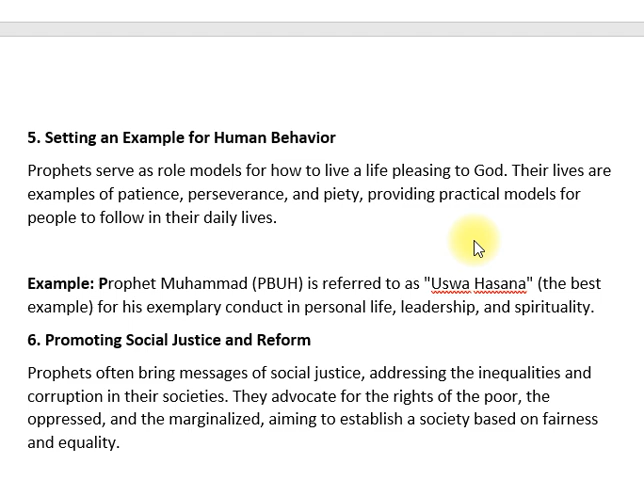 5. Setting an Example for Human Behavior
Prophets serve as role models for how to live a life pleasing to God. Their lives are
examples of patience, perseverance, and piety, providing practical models for
people to follow in their daily lives.
Example: Prophet Muhammad (PBUH) is referred to as "Uswa Hasana" (the best
example) for his exemplary conduct in personal life, leadership, and spirituality.
6. Promoting Social Justice and Reform
Prophets often bring messages of social justice, addressing the inequalities and
corruption in their societies. They advocate for the rights of the poor, the
oppressed, and the marginalized, aiming to establish a society based on fairness
and equality.